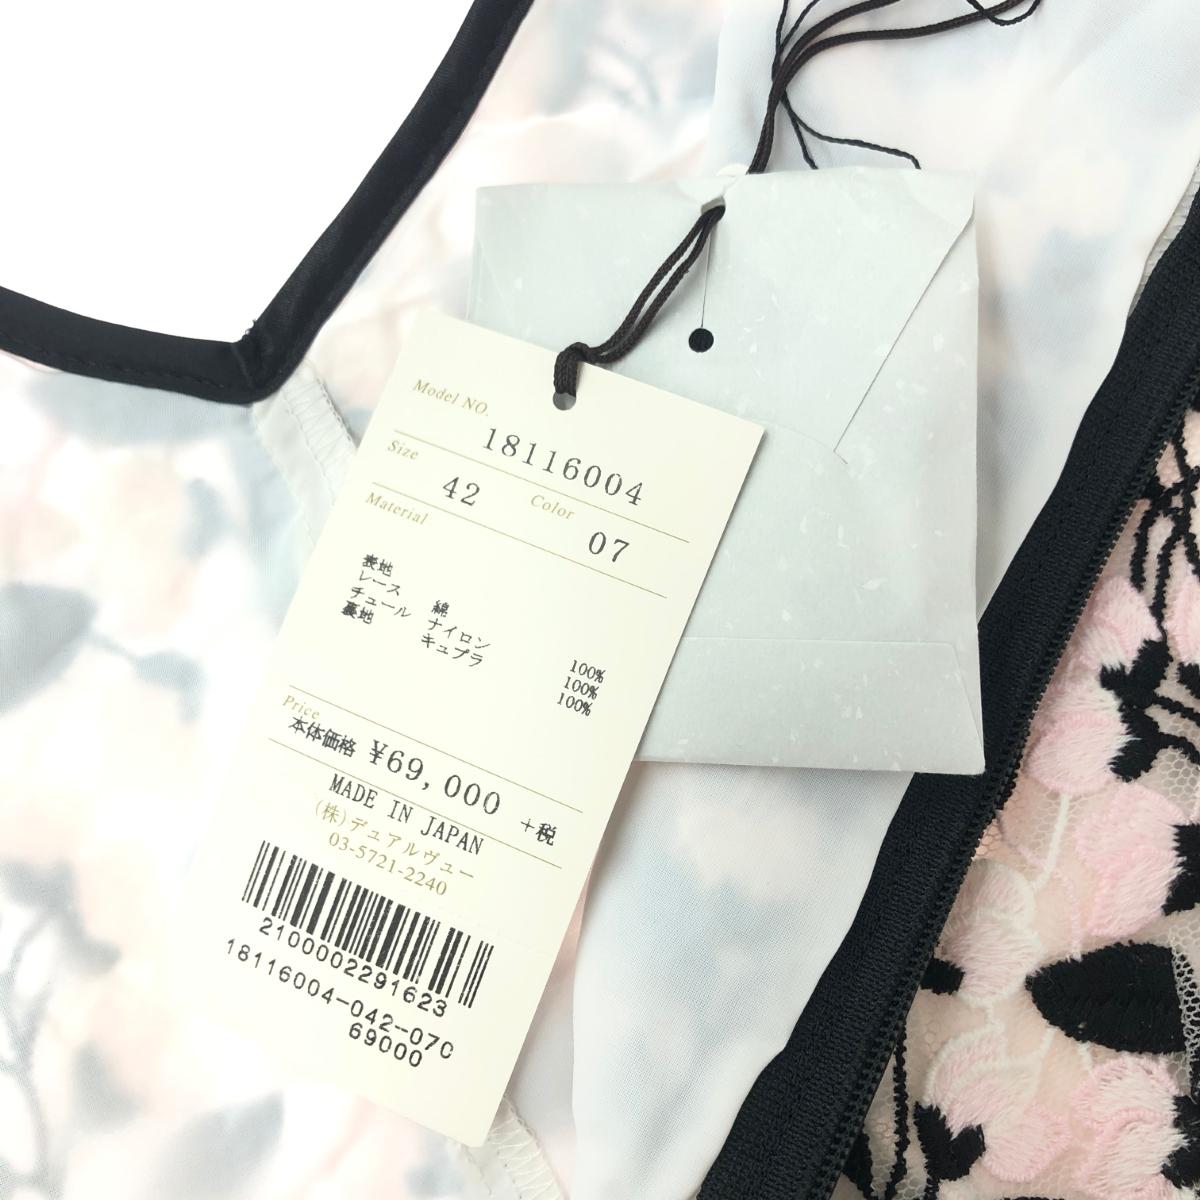 Model NO.
18116004
Size 42 Color 07
Material
表地
レース 綿 100%
チュール ナイロン 100%
裏地 キュプラ 100%
Price
本体価格 ¥69,000 +税
MADE IN JAPAN
(株)デュアルヴュー
03-5721-2240
2100002291623
18116004-042-07C
69000